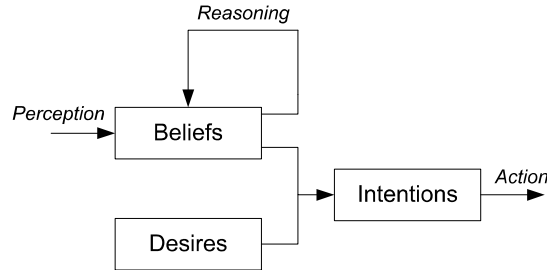 Reasoning
Perception
Beliefs
Intentions
Action
Desires